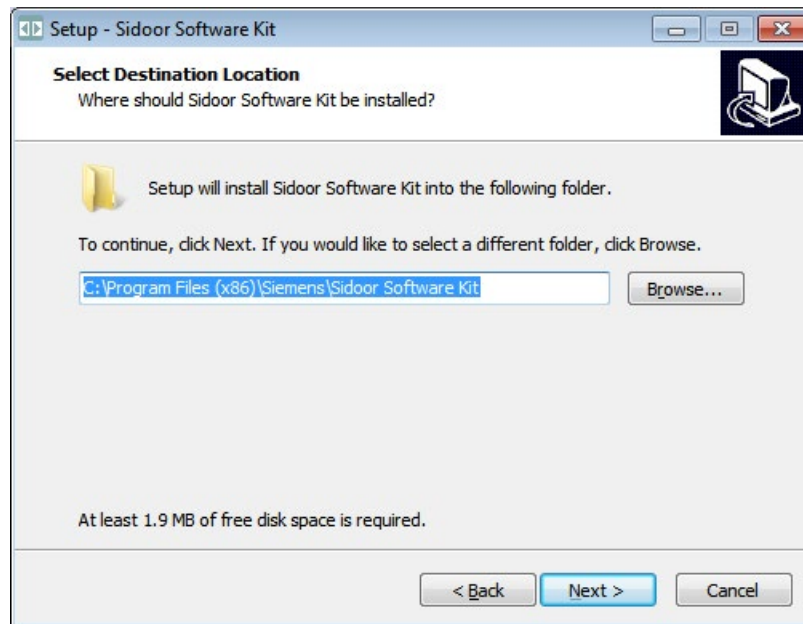 Setup - Sidoor Software Kit
Select Destination Location
Where should Sidoor Software Kit be installed?
Setup will install Sidoor Software Kit into the following folder.
To continue, click Next. If you would like to select a different folder, click Browse.
C:\Program Files (x86)\Siemens\Sidoor Software Kit
Browse...
At least 1.9 MB of free disk space is required.
< Back
Next >
Cancel